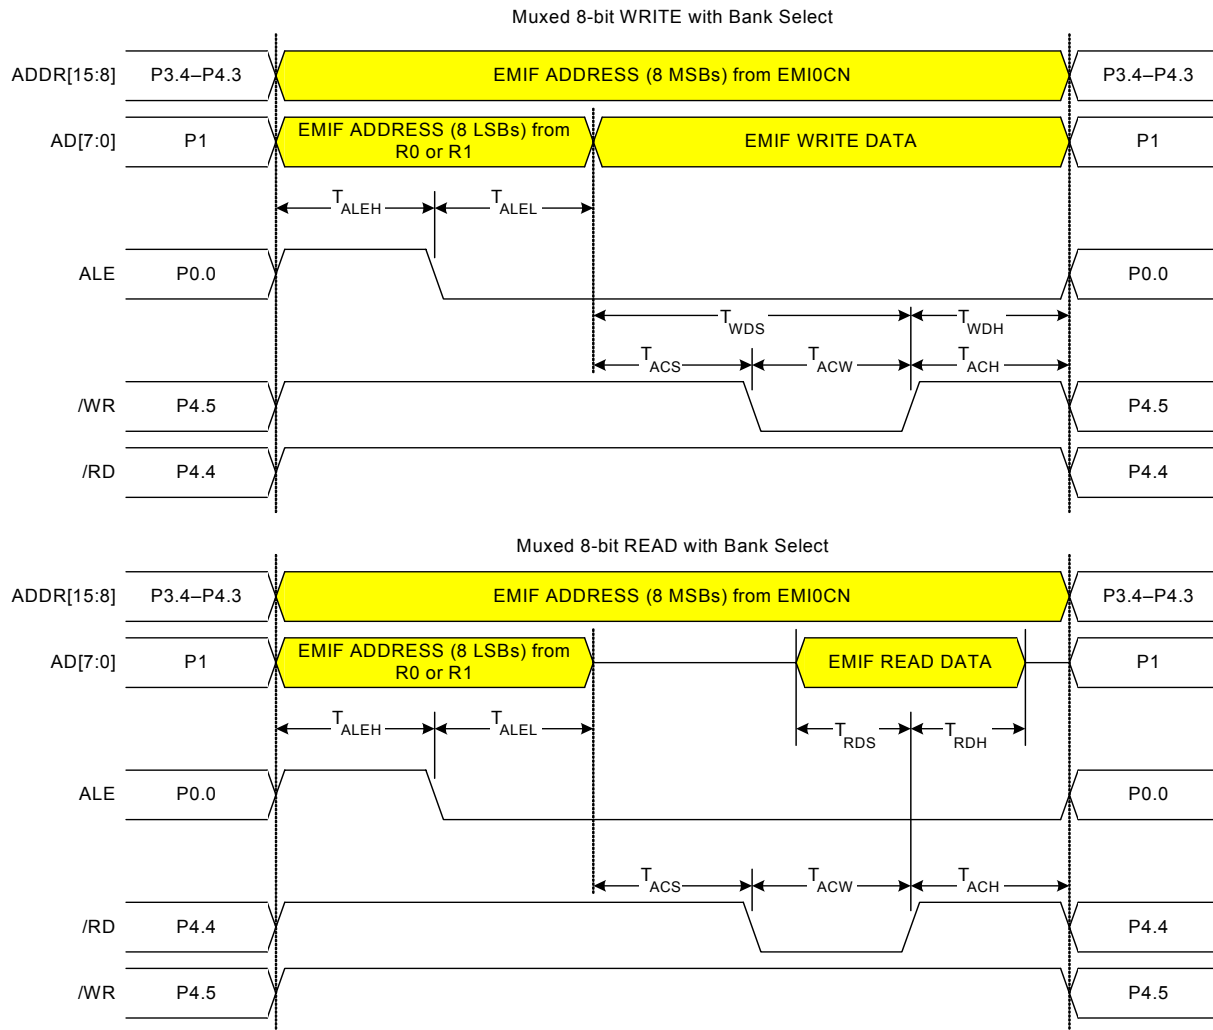 Muxed 8-bit WRITE with Bank Select
ADDR[15:8] P3.4–P4.3 EMIF ADDRESS (8 MSBs) from EMI0CN P3.4–P4.3
AD[7:0] P1 EMIF ADDRESS (8 LSBs) from R0 or R1 EMIF WRITE DATA P1
TALEH TALEL
ALE P0.0 P0.0
TWDS TWDH
TACS TACW TACH
/WR P4.5 P4.5
/RD P4.4 P4.4
Muxed 8-bit READ with Bank Select
ADDR[15:8] P3.4–P4.3 EMIF ADDRESS (8 MSBs) from EMI0CN P3.4–P4.3
AD[7:0] P1 EMIF ADDRESS (8 LSBs) from R0 or R1 EMIF READ DATA P1
TALEH TALEL TRDS TRDH
ALE P0.0 P0.0
TACS TACW TACH
/RD P4.4 P4.4
/WR P4.5 P4.5